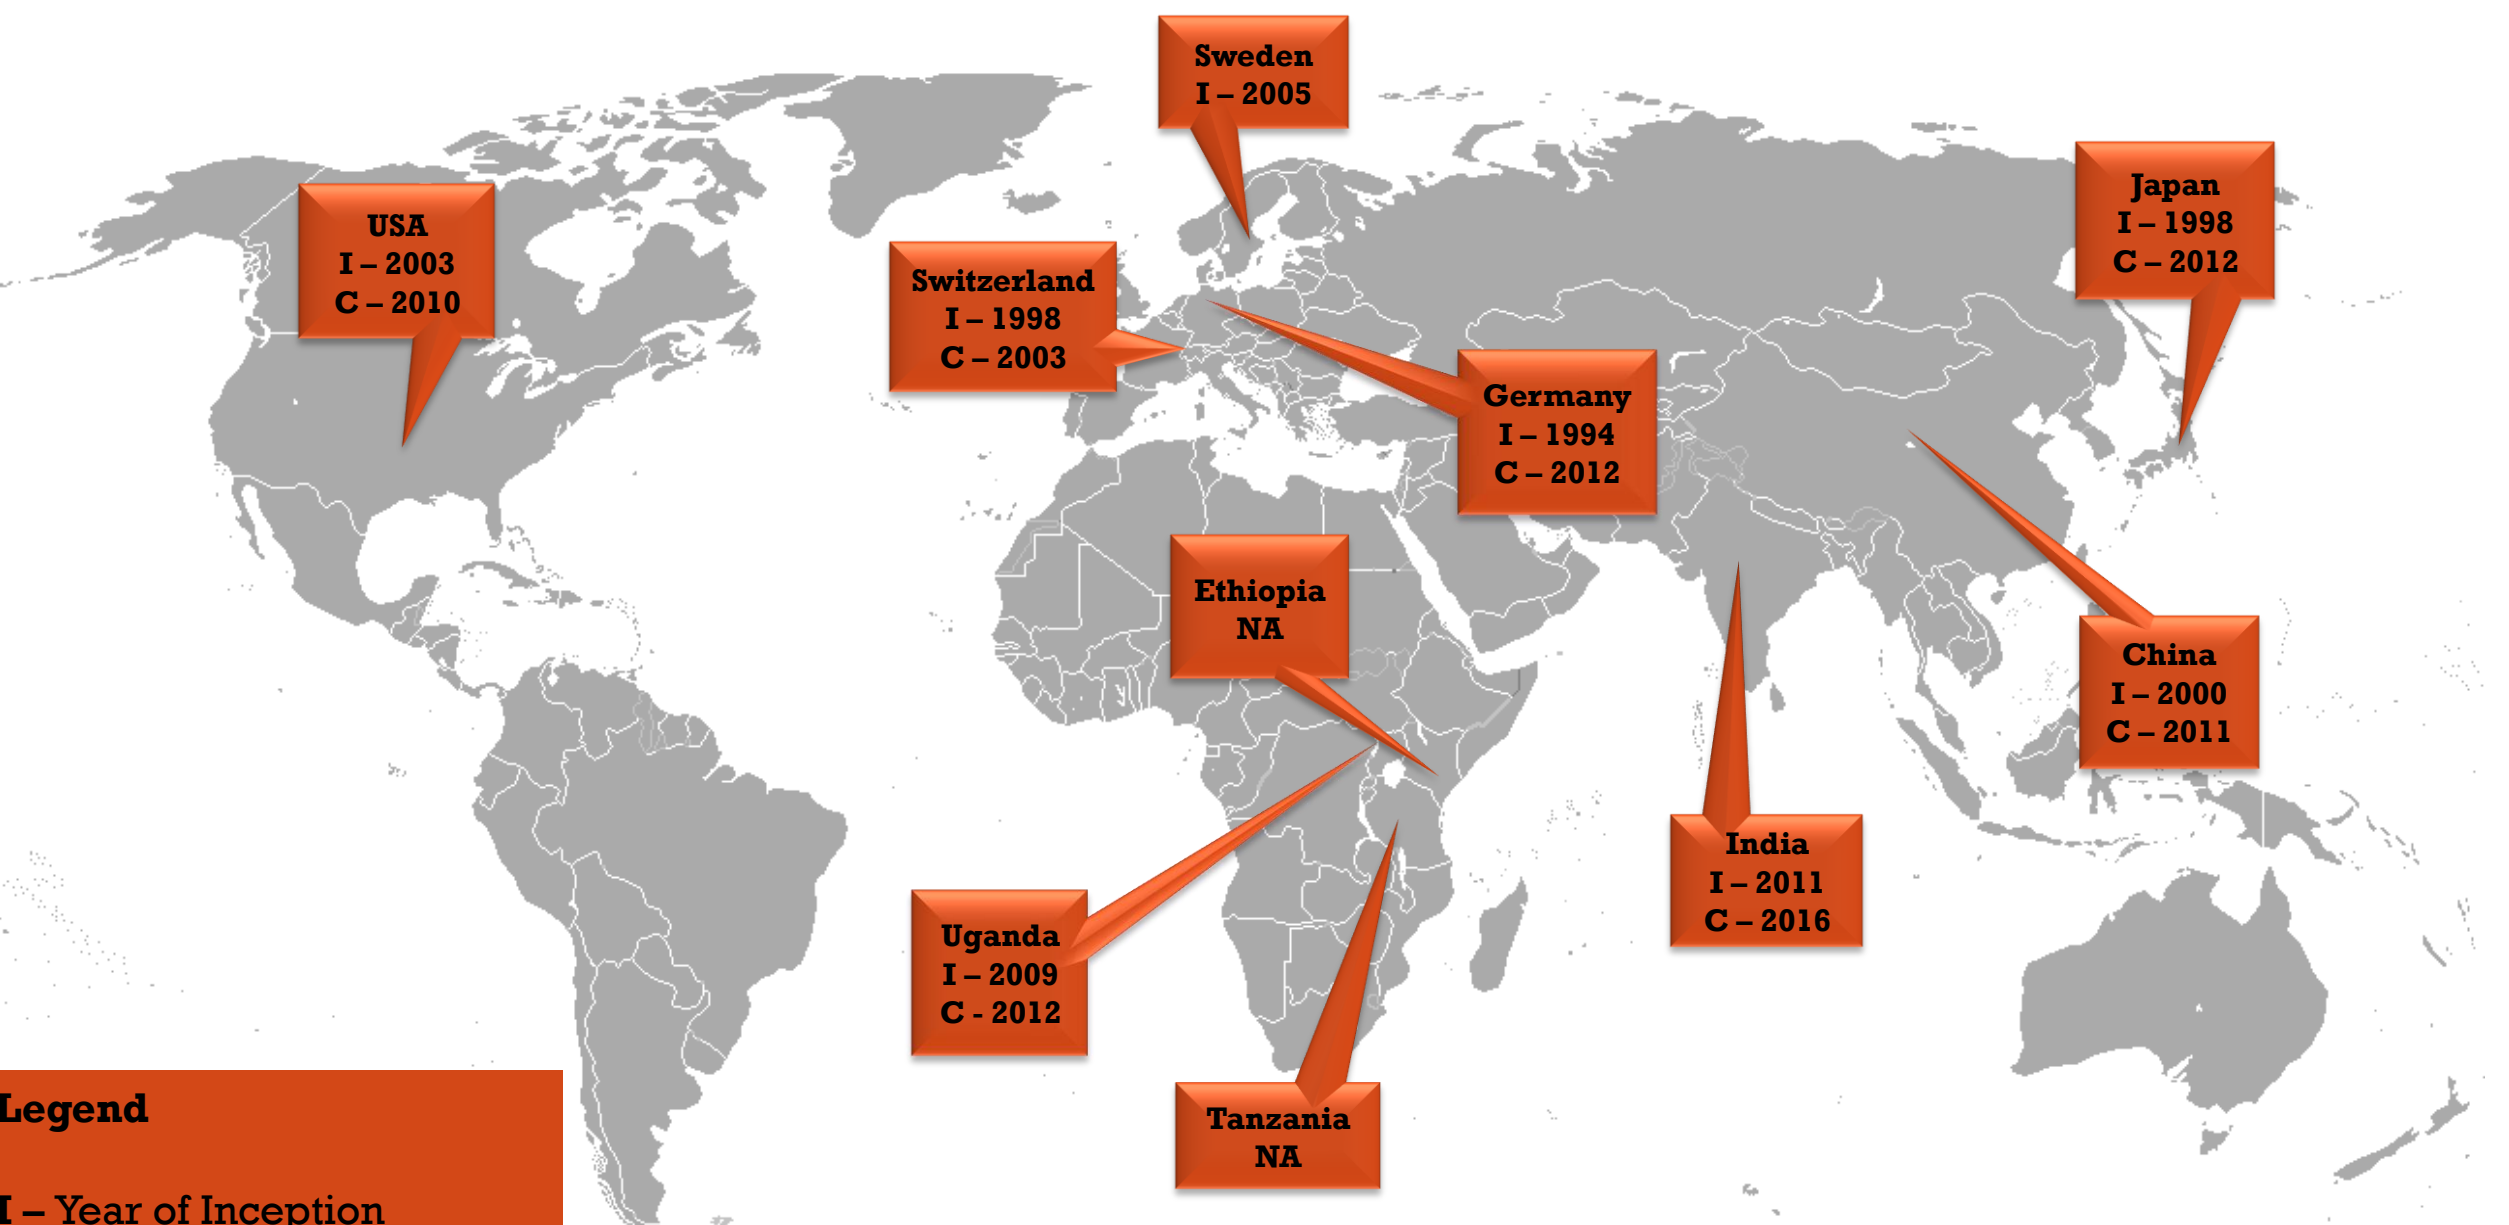 Sweden
I – 2005
USA
I – 2003
C – 2010
Switzerland
I – 1998
C – 2003
Japan
I – 1998
C – 2012
Germany
I – 1994
C – 2012
Ethiopia
NA
China
I – 2000
C – 2011
India
I – 2011
C – 2016
Uganda
I – 2009
C - 2012
Tanzania
NA
Legend
I – Year of Inception